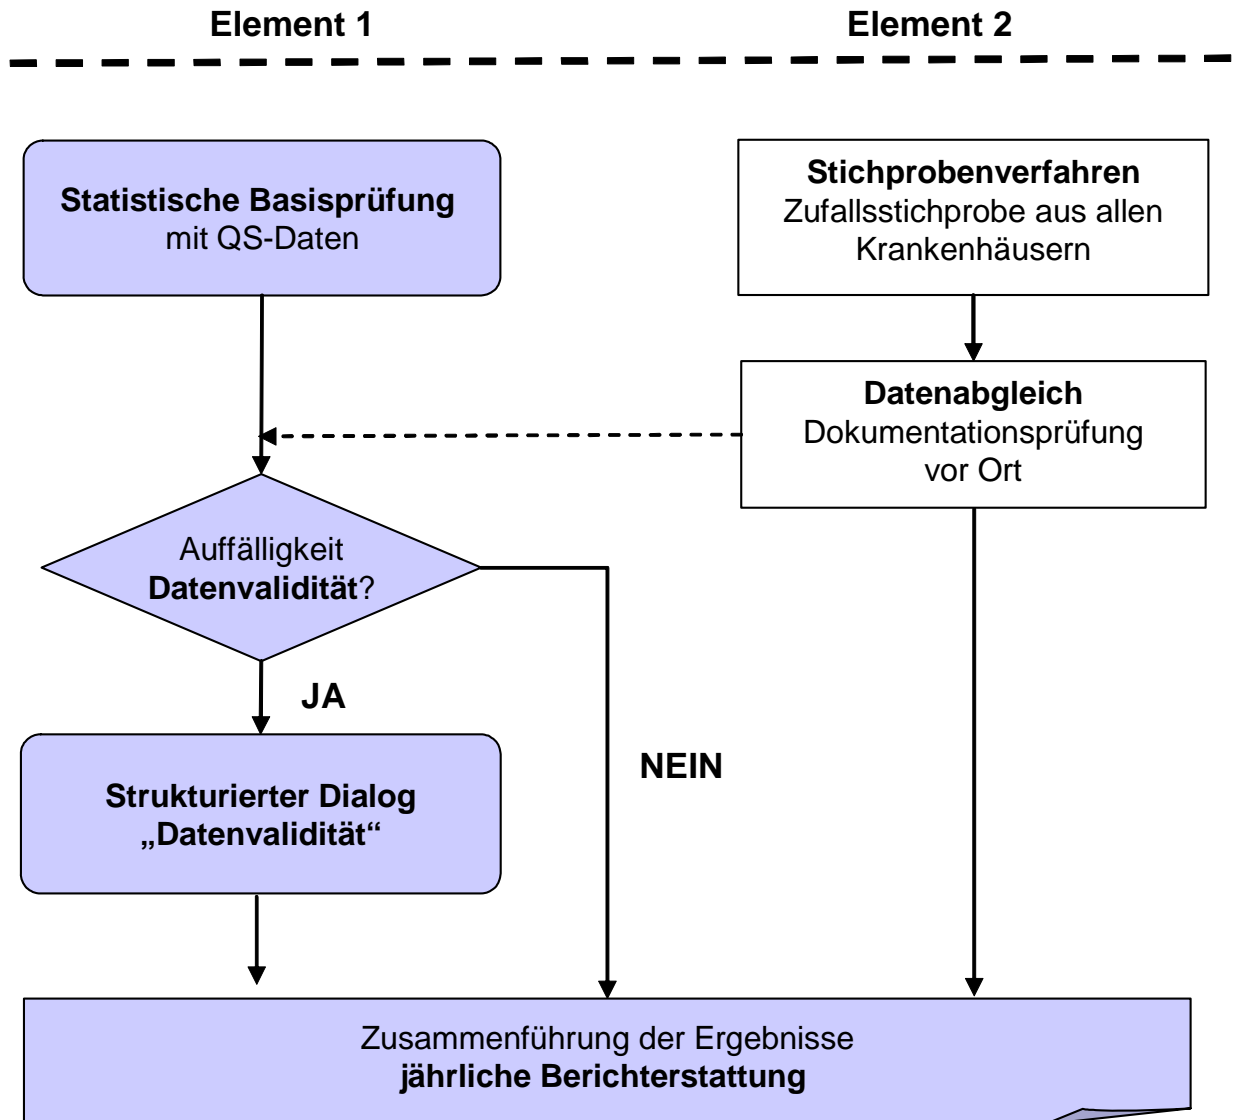 Element 1
Element 2
Statistische Basisprüfung
mit QS-Daten
Stichprobenverfahren
Zufallsstichprobe aus allen
Krankenhäusern
Datenabgleich
Dokumentationsprüfung
vor Ort
Auffälligkeit
Datenvalidität?
JA
NEIN
Strukturierter Dialog
„Datenvalidität“
Zusammenführung der Ergebnisse
jährliche Berichterstattung